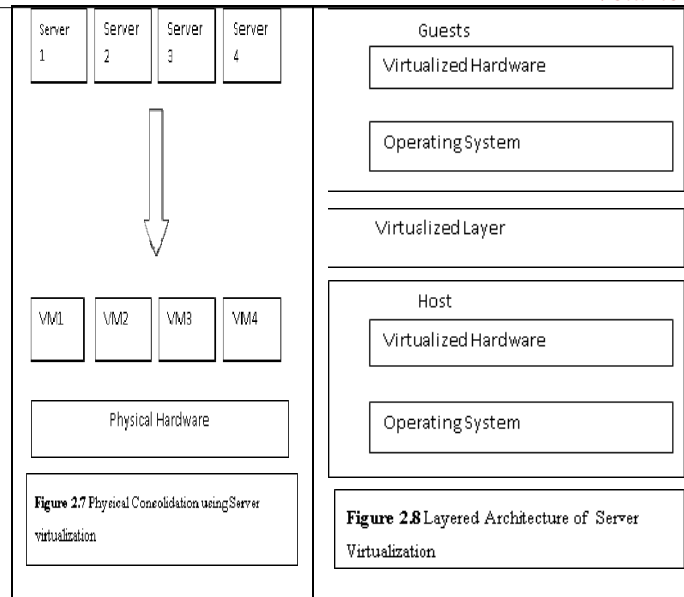 Server 1
Server 2
Server 3
Server 4
VM1
VM2
VM3
VM4
Physical Hardware
Figure 2.7 Physical Consolidation using Server
virtualization
Guests
Virtualized Hardware
Operating System
Virtualized Layer
Host
Virtualized Hardware
Operating System
Figure 2.8 Layered Architecture of Server
Virtualization